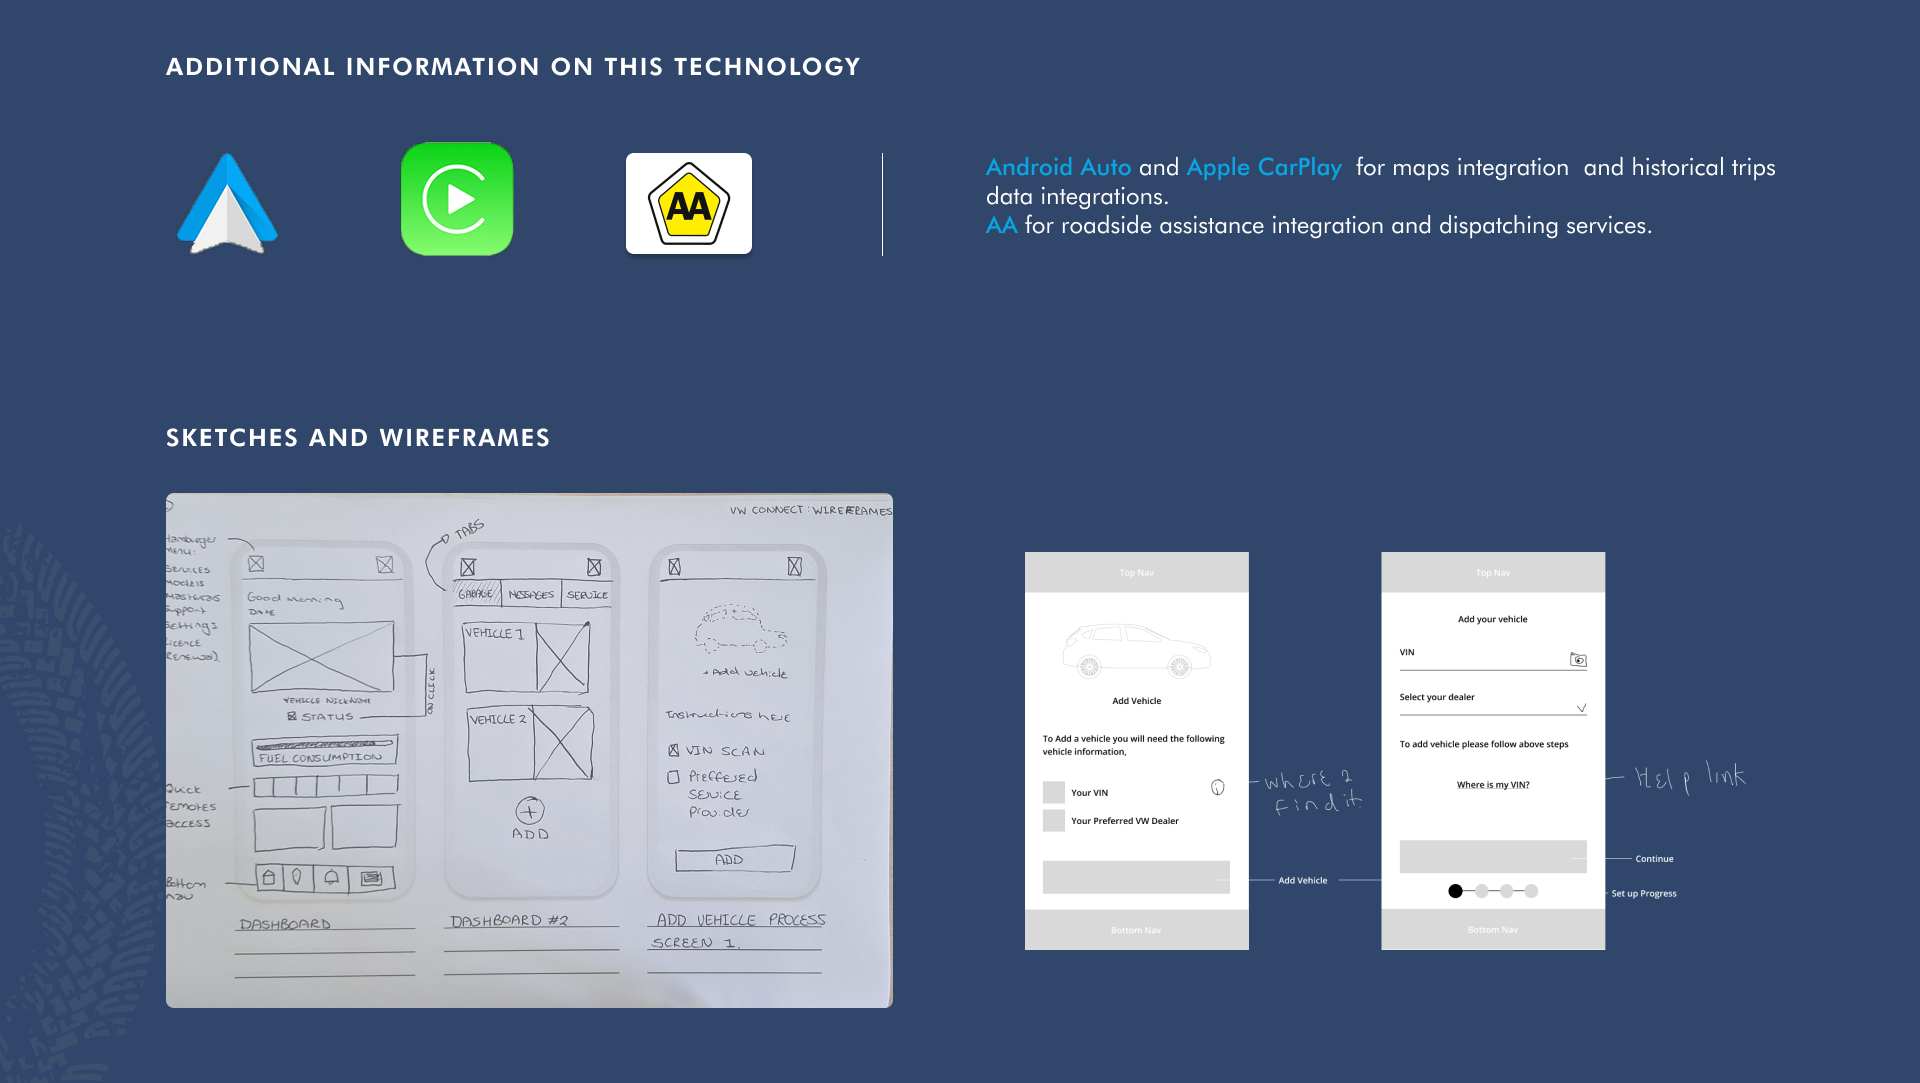 ADDITIONAL INFORMATION ON THIS TECHNOLOGY
AA
Android Auto and Apple CarPlay for maps integration and historical trips
data integrations.
AA for roadside assistance integration and dispatching services.
SKETCHES AND WIREFRAMES
VW CONNECT : WIREFRAMES
Hamburger
MENU:
SERVICES
MODELS
Support
Settings
LICENCE
RENEWAL).
Good Morning
DATE
VEHICLE NICKNAME
STATUS
ON CLICK
FUEL CONSUMPTION
Quick
REMOTES
ACCESS
Bottom
NAV
DASHBOARD
TABS
GARAGE
MESSAGES
SERVICE
VEHICLE 1
VEHICLE 2
ADD
DASHBOARD #2
+ Add vehicle
Instructions here
VIN SCAN
Preffered
SERVICE
Provider
ADD
ADD VEHICLE PROCESS
SCREEN 1.
Top Nav
Add Vehicle
To Add a vehicle you will need the following
vehicle information,
Your VIN
Your Preferred VW Dealer
Bottom Nav
where 2
find it
Add Vehicle
Top Nav
Add your vehicle
VIN
Select your dealer
To add vehicle please follow above steps
Where is my VIN?
Bottom Nav
Help link
Continue
Set up Progress